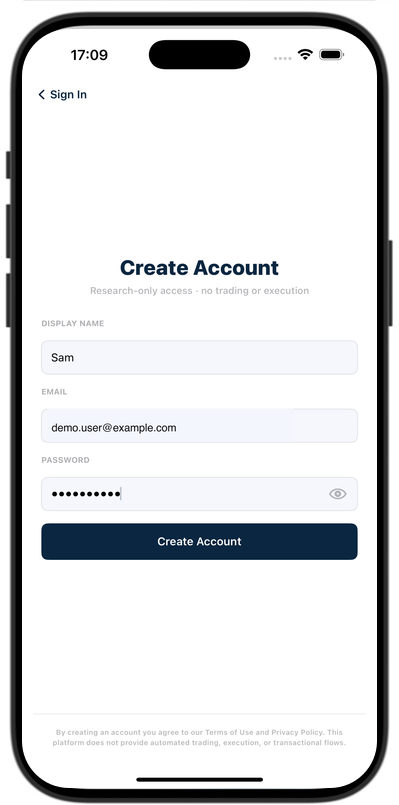 17:09
Sign In
Create Account
Research-only access - no trading or execution
DISPLAY NAME
Sam
EMAIL
demo.user@example.com
PASSWORD
••••••••••
Create Account
By creating an account you agree to our Terms of Use and Privacy Policy. This
platform does not provide automated trading, execution, or transactional flows.